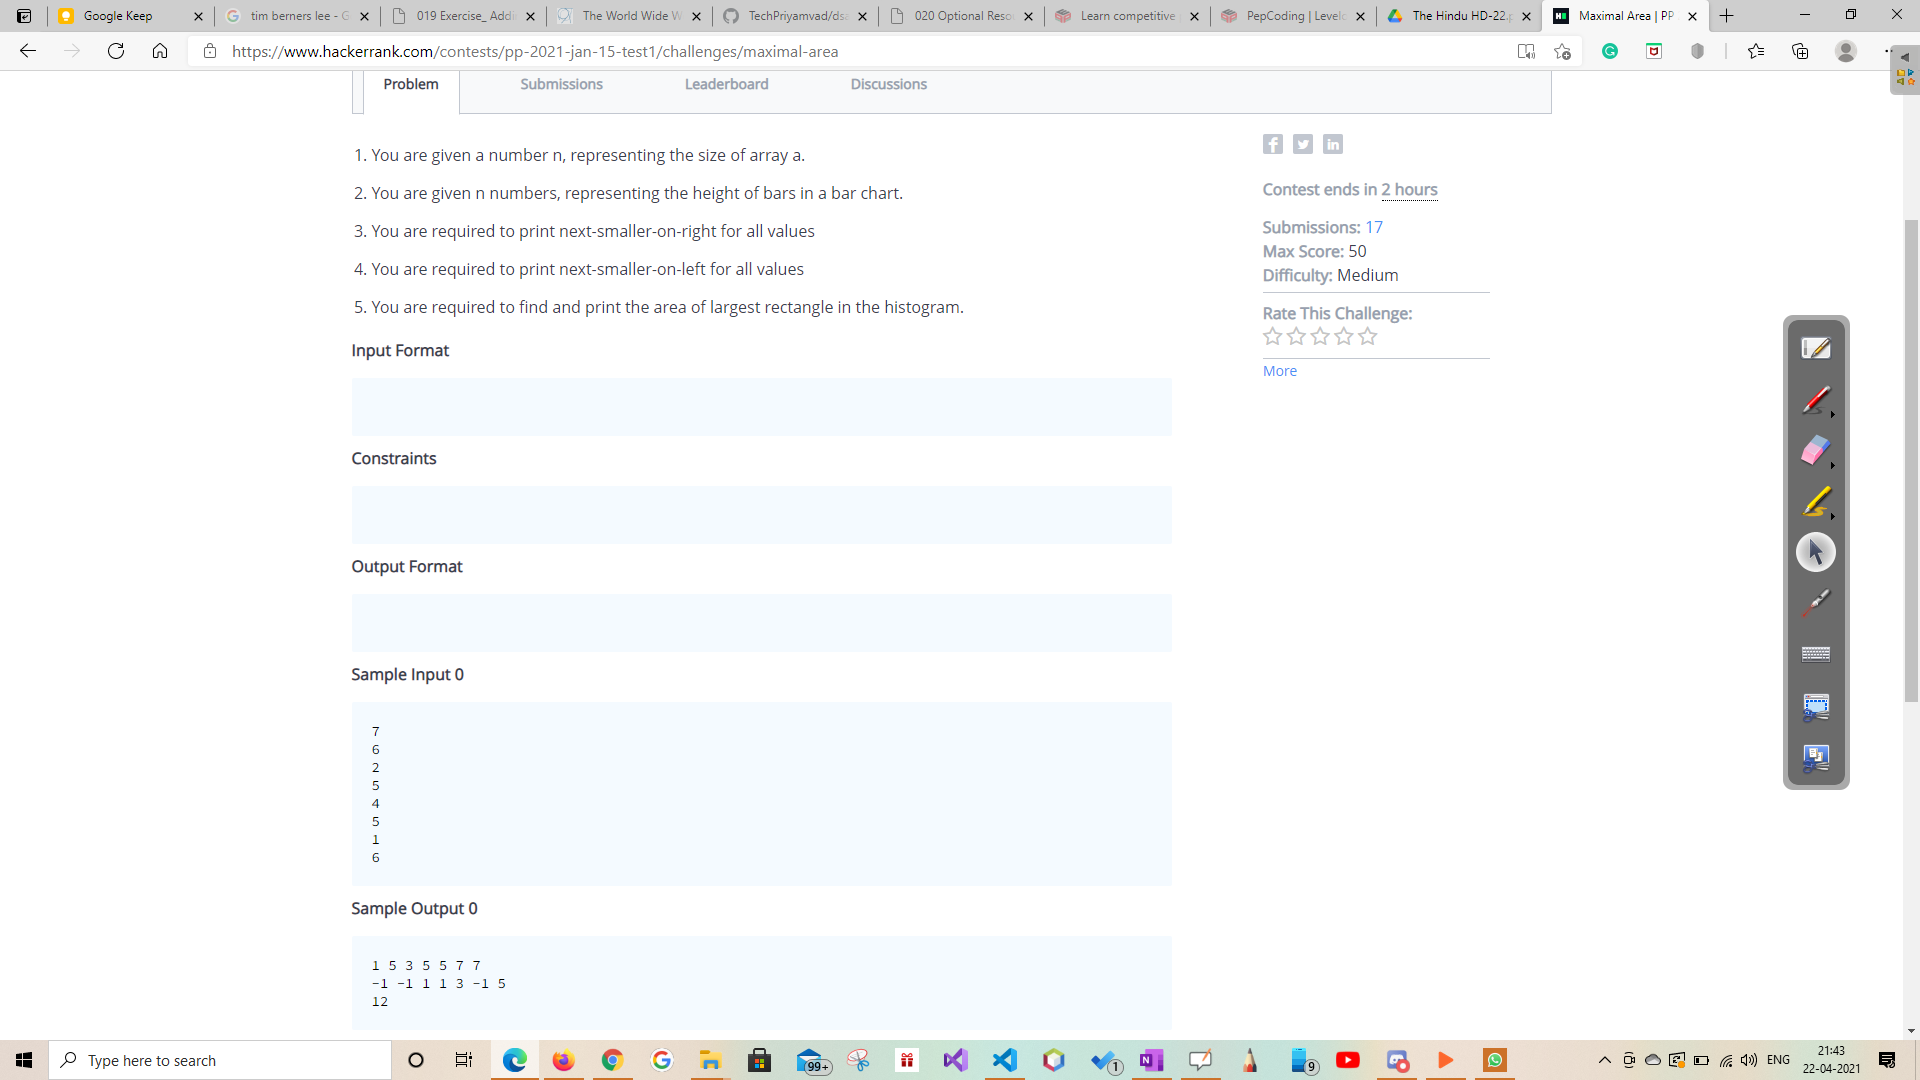 Google Keep
tim berners lee - G
019 Exercise_ Addi
The World Wide W
TechPriyamvad/dsa
020 Optional Reso
Learn competitive
PepCoding | Level
The Hindu HD-22.
Maximal Area | PP
https://www.hackerrank.com/contests/pp-2021-jan-15-test1/challenges/maximal-area
Problem
Submissions
Leaderboard
Discussions
1. You are given a number n, representing the size of array a.
2. You are given n numbers, representing the height of bars in a bar chart.
3. You are required to print next-smaller-on-right for all values
4. You are required to print next-smaller-on-left for all values
5. You are required to find and print the area of largest rectangle in the histogram.
Input Format
Constraints
Output Format
Sample Input 0
7
6
2
5
4
5
1
6
Sample Output 0
1 5 3 5 5 7 7
-1 -1 1 1 3 -1 5
12
Contest ends in 2 hours
Submissions: 17
Max Score: 50
Difficulty: Medium
Rate This Challenge:
More
Type here to search
99+
1
9
ENG
21:43
22-04-2021